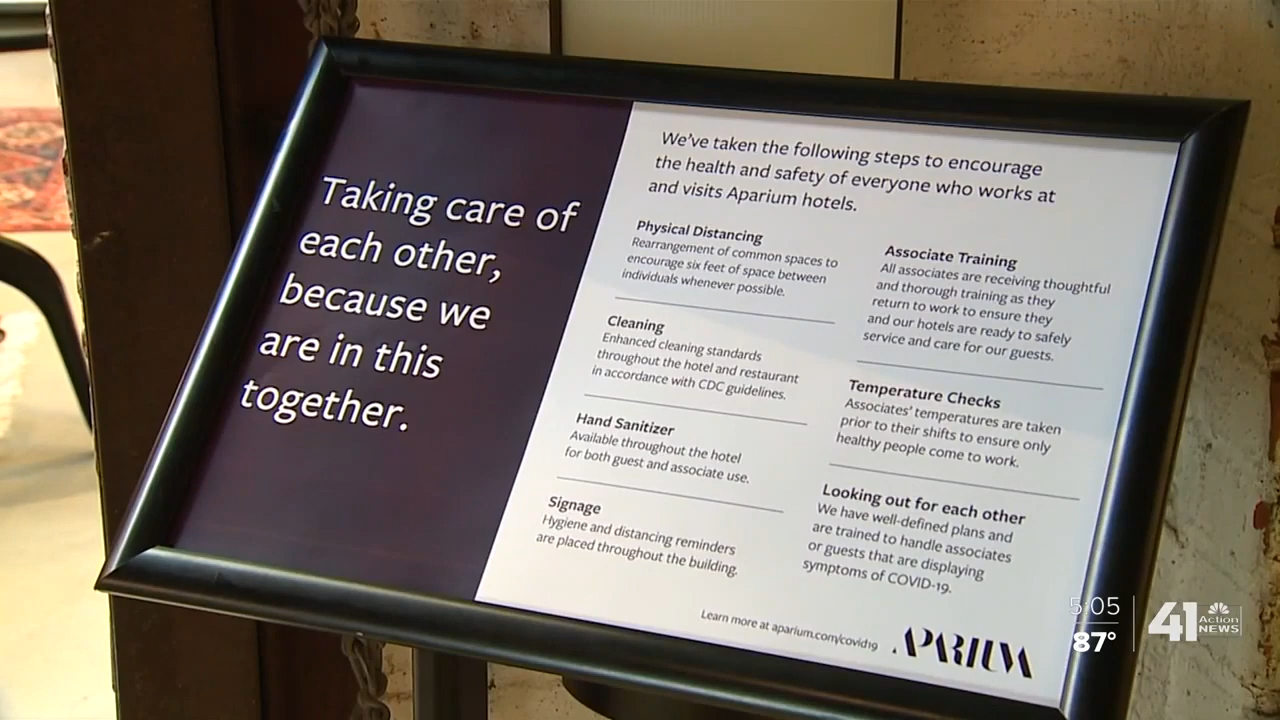 Taking care of
each other,
because we
are in this
together.
We've taken the following steps to encourage
the health and safety of everyone who works at
and visits Aparium hotels.
Physical Distancing
Rearrangement of common spaces to
encourage six feet of space between
individuals whenever possible.
Cleaning
Enhanced cleaning standards
throughout the hotel and restaurant
in accordance with CDC guidelines.
Hand Sanitizer
Available throughout the hotel
for both guest and associate use.
Signage
Hygiene and distancing reminders
are placed throughout the building.
Associate Training
All associates are receiving thoughtful
and thorough training as they
return to work to ensure they
and our hotels are ready to safely
service and care for our guests.
Temperature Checks
Associates' temperatures are taken
prior to their shifts to ensure only
healthy people come to work.
Looking out for each other
We have well-defined plans and
are trained to handle associates
or guests that are displaying
symptoms of COVID-19.
Learn more at aparium.com/covid19
APARIUM
5:05
87°
41
Action
NEWS